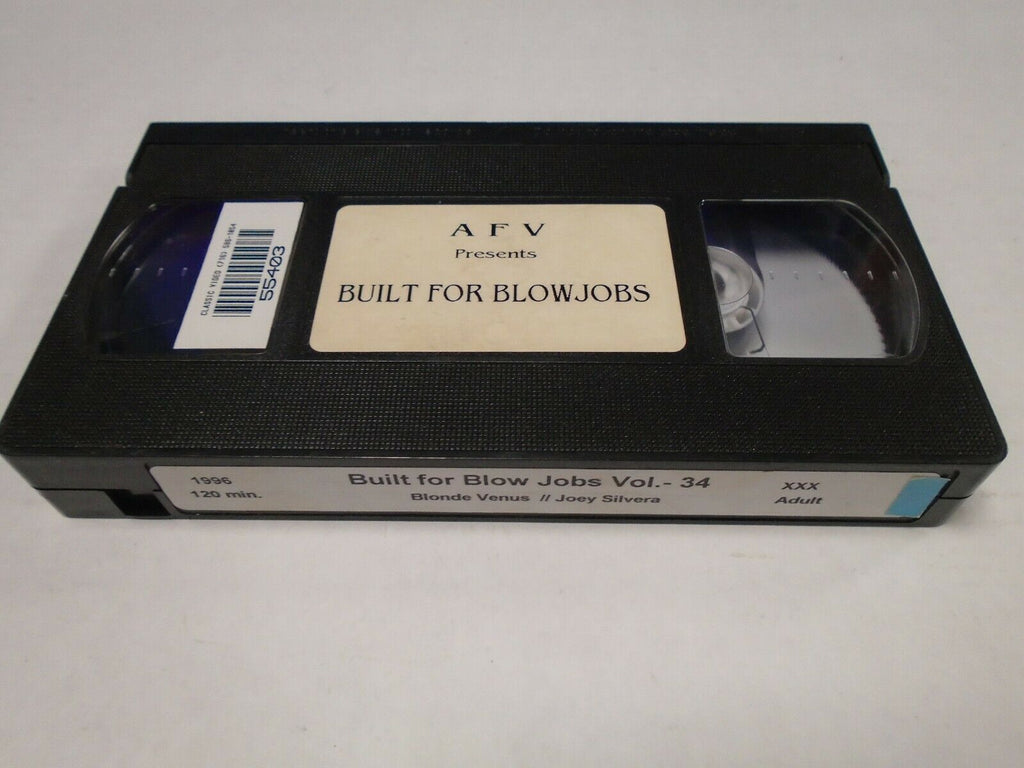 CLASSIC VIDEO (716)
55403
A F V
Presents
BUILT FOR BLOWJOBS
1996
120 min.
Built for Blow Jobs Vol.- 34
Blonde Venus // Joey Silvera
XXX
Adult